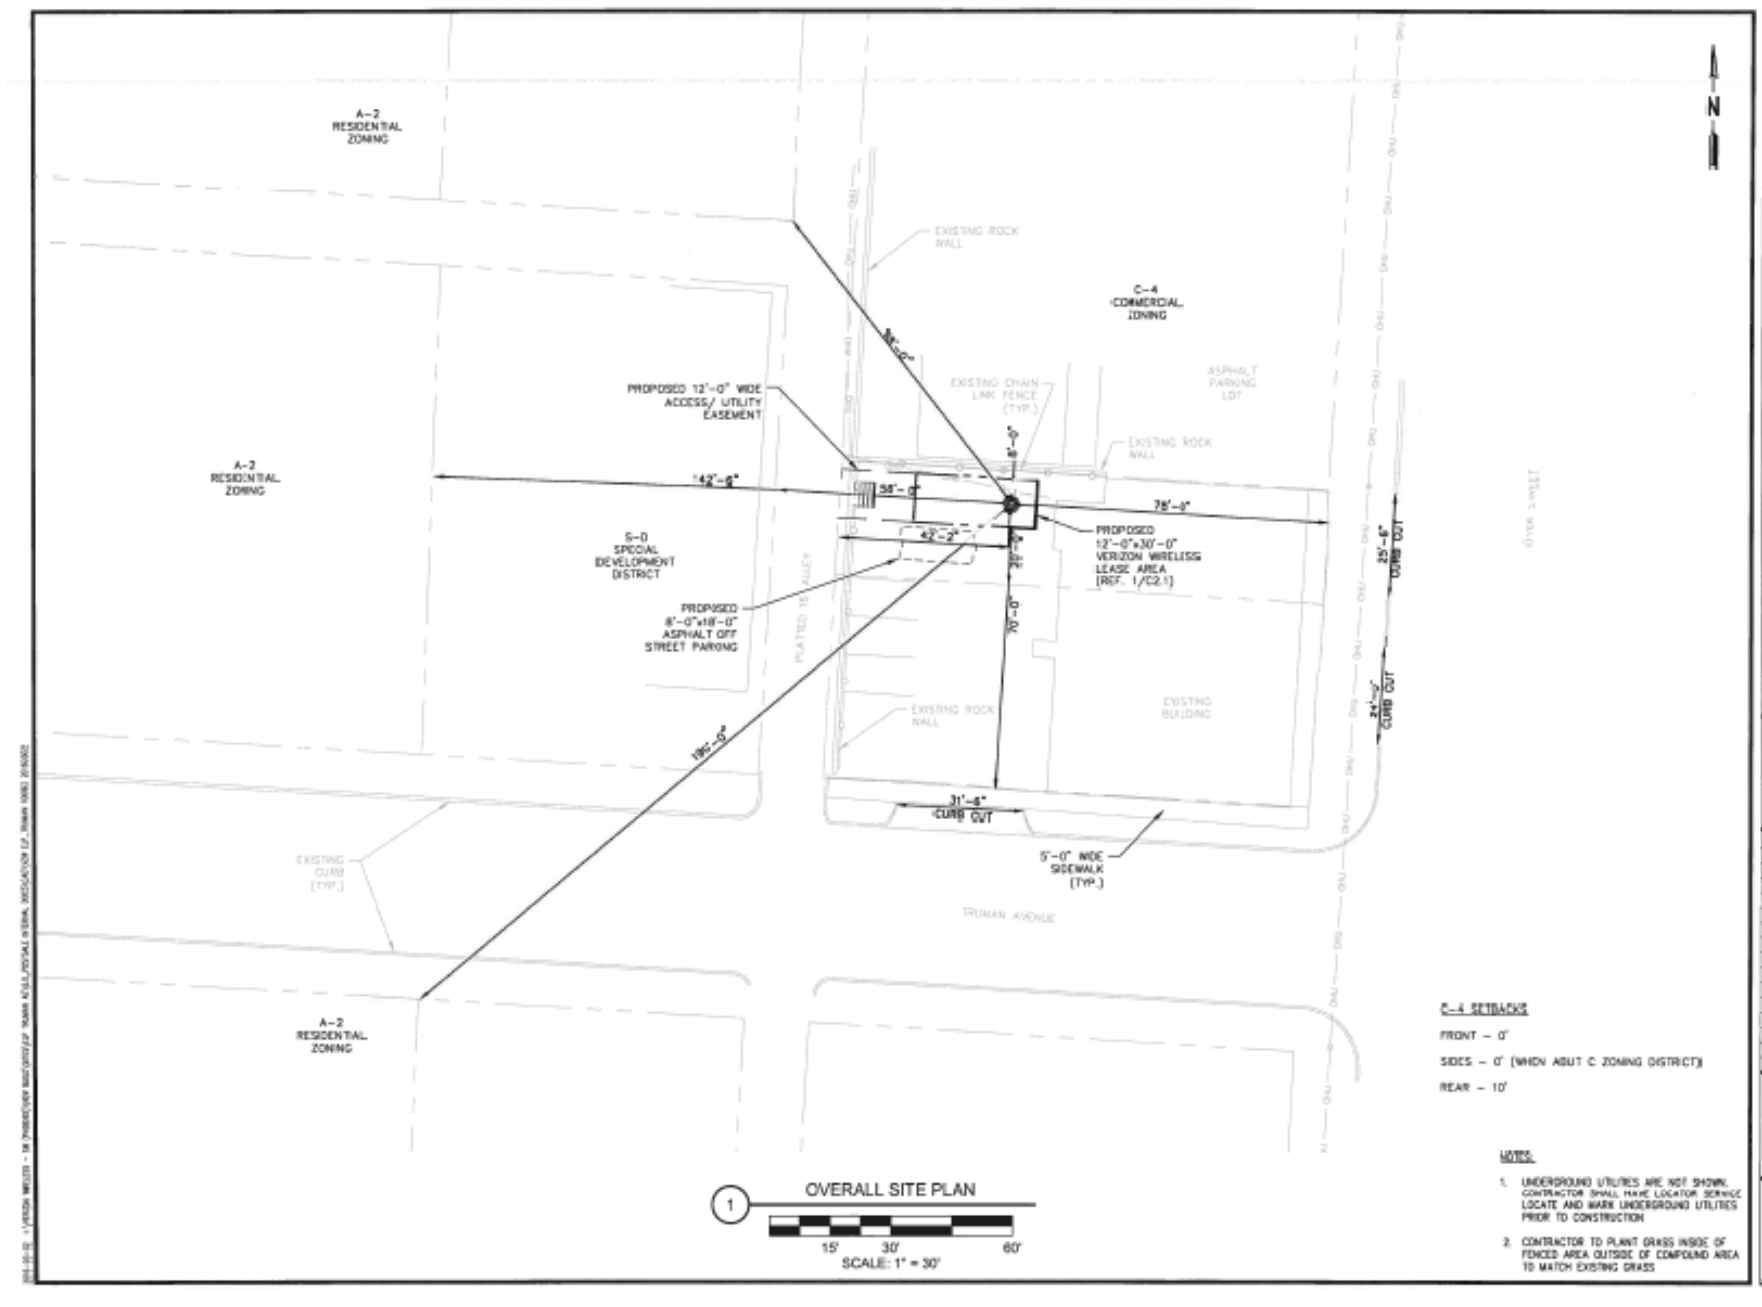 N
A-2
RESIDENTIAL
ZONING
EXISTING ROCK
WALL
C-4
COMMERCIAL
ZONING
PROPOSED 12'-0" WIDE
ACCESS/ UTILITY
EASEMENT
EXISTING CHAIN
LINK FENCE
(TYP.)
ASPHALT
PARKING
LOT
8'-0"
EXISTING ROCK
WALL
A-2
RESIDENTIAL
ZONING
142'-6"
58'-0"
78'-0"
42'-2"
S-D
SPECIAL
DEVELOPMENT
DISTRICT
PROPOSED
12'-0"x30'-0"
VERIZON WIRELESS
LEASE AREA
(REF. 1/C2.1)
25'-6"
CURB CUT
PROPOSED
8'-0"x18'-0"
ASPHALT OFF
STREET PARKING
70'-0"
ALLEY
24'-0"
CURB CUT
EXISTING ROCK
WALL
EXISTING
BUILDING
31'-6"
CURB CUT
5'-0" WIDE
SIDEWALK
(TYP.)
EXISTING
CURB
(TYP.)
TRUMAN AVENUE
A-2
RESIDENTIAL
ZONING
OHU
C-4 SETBACKS
FRONT - 0'
SIDES - 0' (WHEN ABUT C ZONING DISTRICT)
REAR - 10'
NOTES:
1. UNDERGROUND UTILITIES ARE NOT SHOWN.
CONTRACTOR SHALL HAVE LOCATOR SERVICE
LOCATE AND MARK UNDERGROUND UTILITIES
PRIOR TO CONSTRUCTION
2. CONTRACTOR TO PLANT GRASS INSIDE OF
FENCED AREA OUTSIDE OF COMPOUND AREA
TO MATCH EXISTING GRASS
1
OVERALL SITE PLAN
15' 30' 60'
SCALE: 1" = 30'